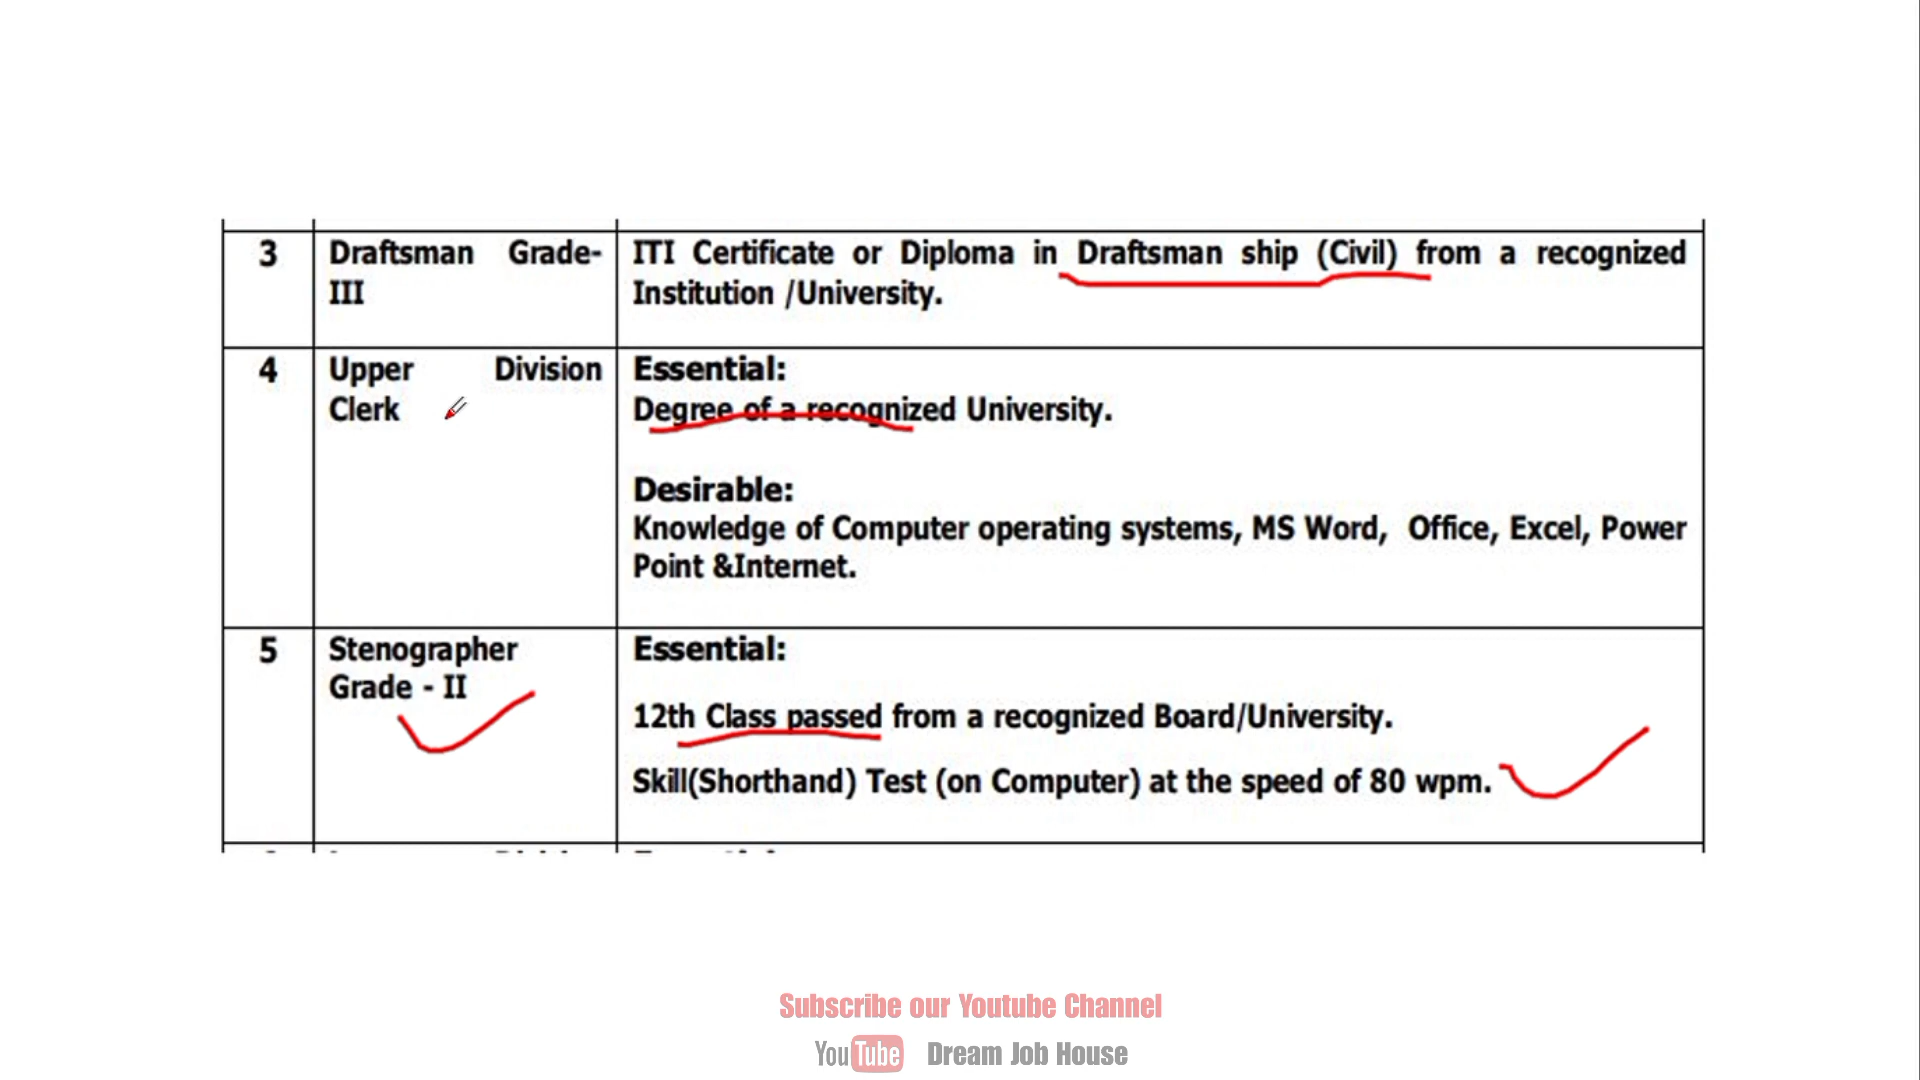 3
Draftsman Grade-
III
ITI Certificate or Diploma in Draftsman ship (Civil) from a recognized
Institution /University.
4
Upper Division
Clerk
Essential:
Degree of a recognized University.
Desirable:
Knowledge of Computer operating systems, MS Word, Office, Excel, Power
Point &Internet.
5
Stenographer
Grade - II
Essential:
12th Class passed from a recognized Board/University.
Skill(Shorthand) Test (on Computer) at the speed of 80 wpm.
Subscribe our Youtube Channel
YouTube Dream Job House